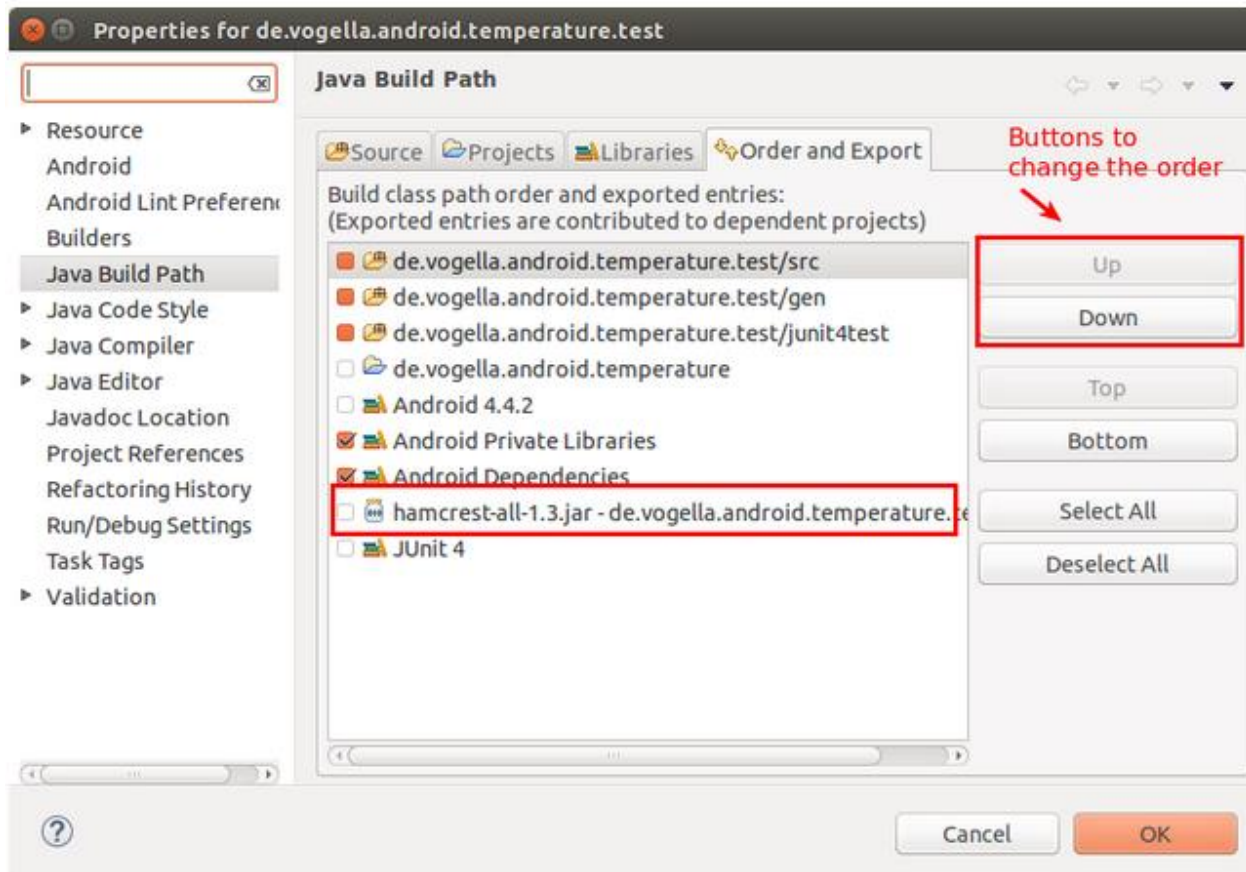 Properties for de.vogella.android.temperature.test
Java Build Path
Resource
Android
Android Lint Preferen
Builders
Java Build Path
Java Code Style
Java Compiler
Java Editor
Javadoc Location
Project References
Refactoring History
Run/Debug Settings
Task Tags
Validation
Source Projects Libraries Order and Export
Build class path order and exported entries:
(Exported entries are contributed to dependent projects)
de.vogella.android.temperature.test/src
de.vogella.android.temperature.test/gen
de.vogella.android.temperature.test/junit4test
de.vogella.android.temperature
Android 4.4.2
Android Private Libraries
Android Dependencies
hamcrest-all-1.3.jar - de.vogella.android.temperature.te
JUnit 4
Buttons to
change the order
Up
Down
Top
Bottom
Select All
Deselect All
Cancel OK